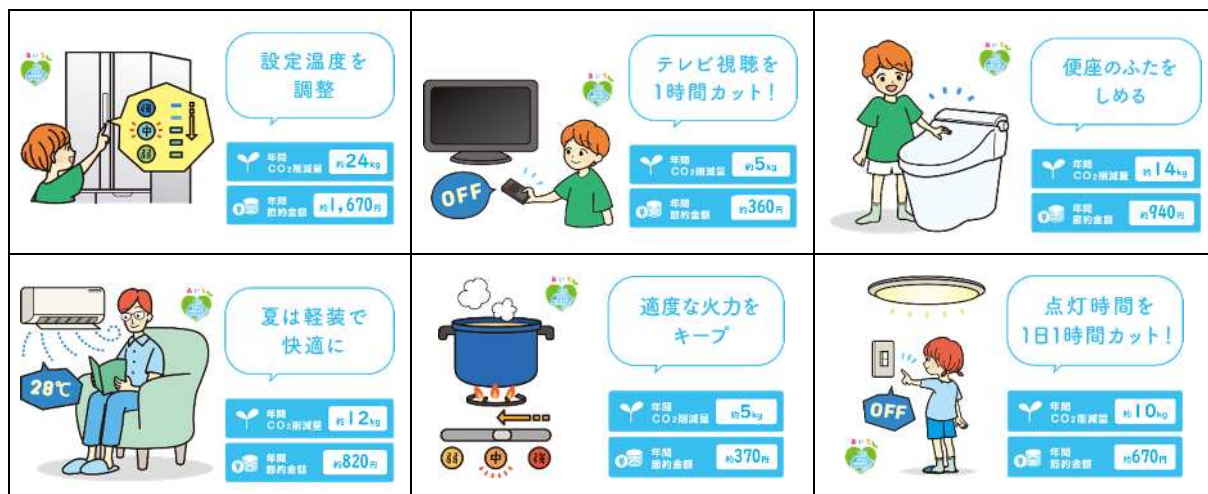 設定温度を
調整
強
中
弱
年間
CO₂削減量
約24kg
年間
節約金額
約1,670円
テレビ視聴を
1時間カット!
OFF
年間
CO₂削減量
約5kg
年間
節約金額
約360円
便座のふたを
しめる
年間
CO₂削減量
約14kg
年間
節約金額
約940円
夏は軽装で
快適に
28℃
年間
CO₂削減量
約12kg
年間
節約金額
約820円
適度な火力を
キープ
弱 中 強
年間
CO₂削減量
約5kg
年間
節約金額
約370円
点灯時間を
1日1時間カット!
OFF
年間
CO₂削減量
約10kg
年間
節約金額
約670円